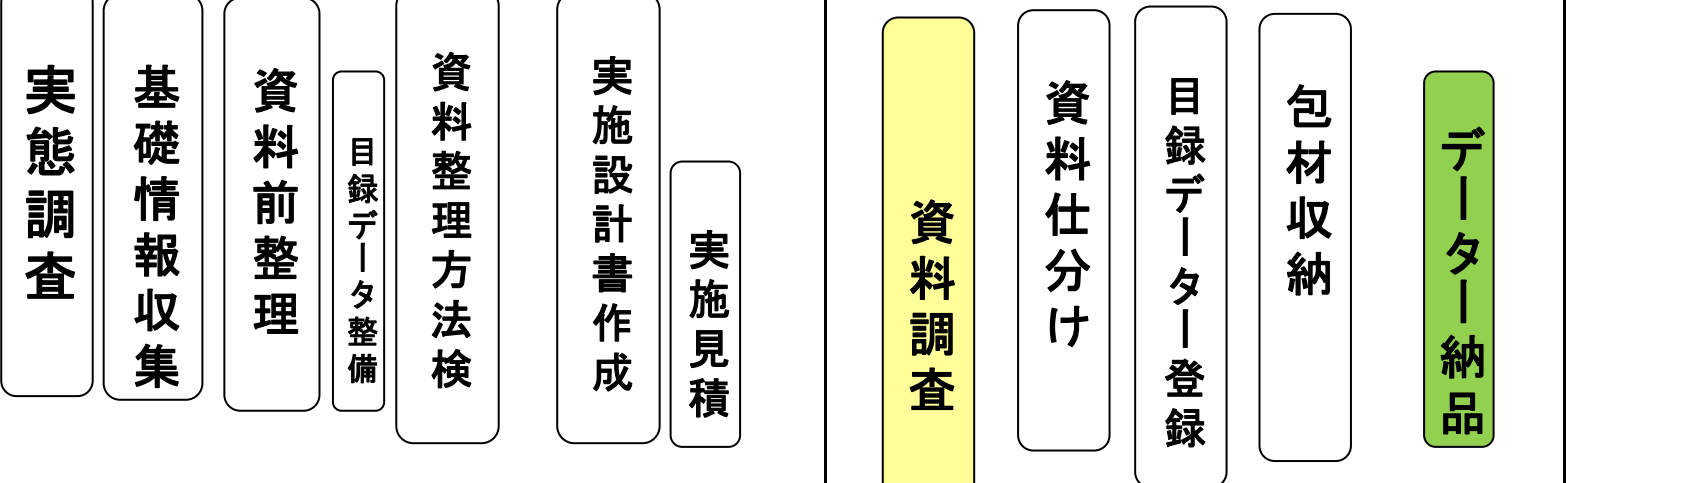 実態調査
基礎情報収集
資料前整理
目録データ整備
資料整理方法検
実施設計書作成
実施見積
資料調査
資料仕分け
目録データー登録
包材収納
データー納品